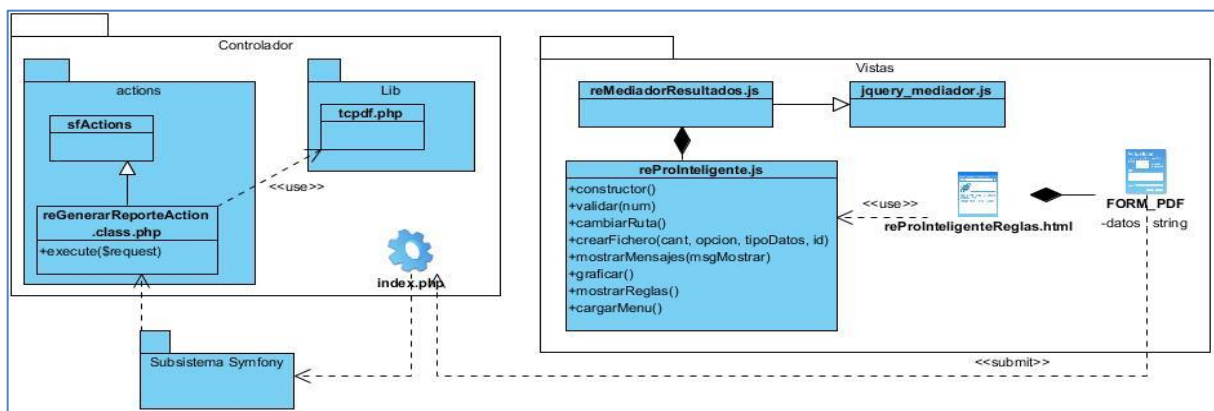 Controlador
actions
sfActions
reGenerarReporteAction
.class.php
+execute($request)
Lib
tcpdf.php
<<use>>
index.php
Subsistema Symfony
Vistas
reMediadorResultados.js
jquery_mediador.js
reProInteligente.js
+constructor()
+validar(num)
+cambiarRuta()
+crearFichero(cant, opcion, tipoDatos, id)
+mostrarMensajes(msgMostrar)
+graficar()
+mostrarReglas()
+cargarMenu()
<<use>>
reProInteligenteReglas.html
FORM_PDF
-datos : string
<<submit>>